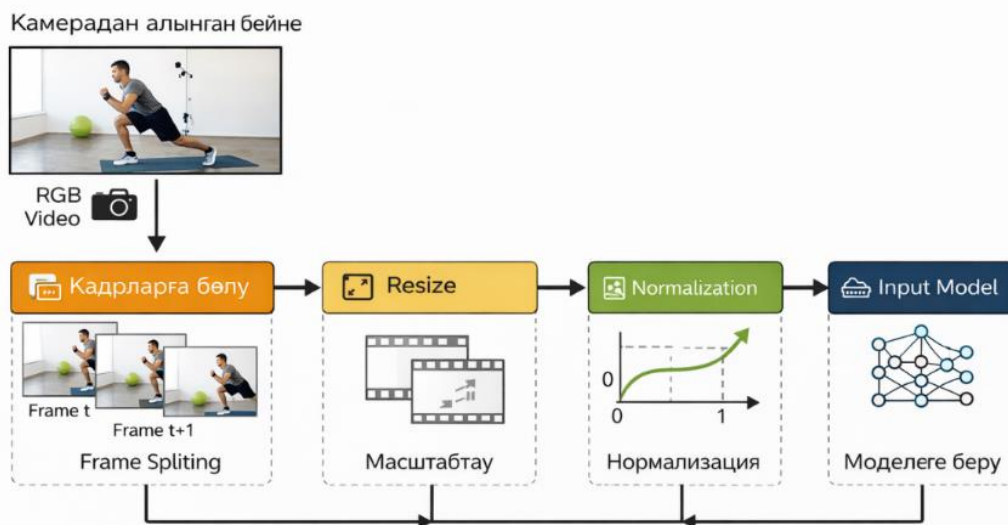 Камерадан алынған бейне
RGB
Video
Кадрларға бөлу
Resize
Normalization
Input Model
Frame t
Frame t+1
0
0
1
Frame Spliting
Масштабтау
Нормализация
Моделеге беру